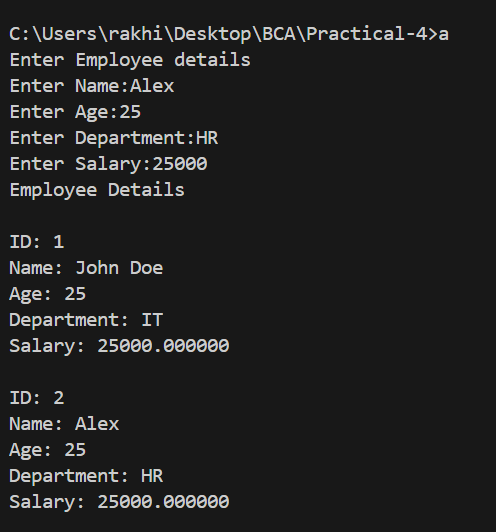 C:\Users\rakhi\Desktop\BCA\Practical-4>a
Enter Employee details
Enter Name:Alex
Enter Age:25
Enter Department:HR
Enter Salary:25000
Employee Details
ID: 1
Name: John Doe
Age: 25
Department: IT
Salary: 25000.000000
ID: 2
Name: Alex
Age: 25
Department: HR
Salary: 25000.000000